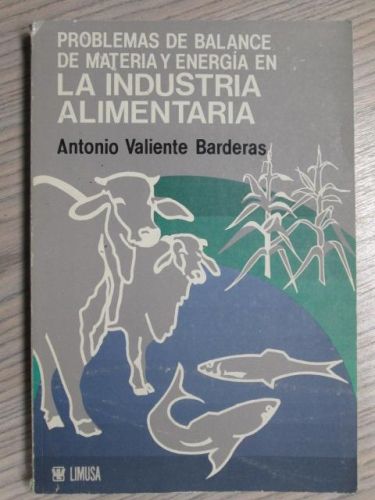 PROBLEMAS DE BALANCE
DE MATERIA Y ENERGÍA EN
LA INDUSTRIA
ALIMENTARIA
Antonio Valiente Barderas
LIMUSA